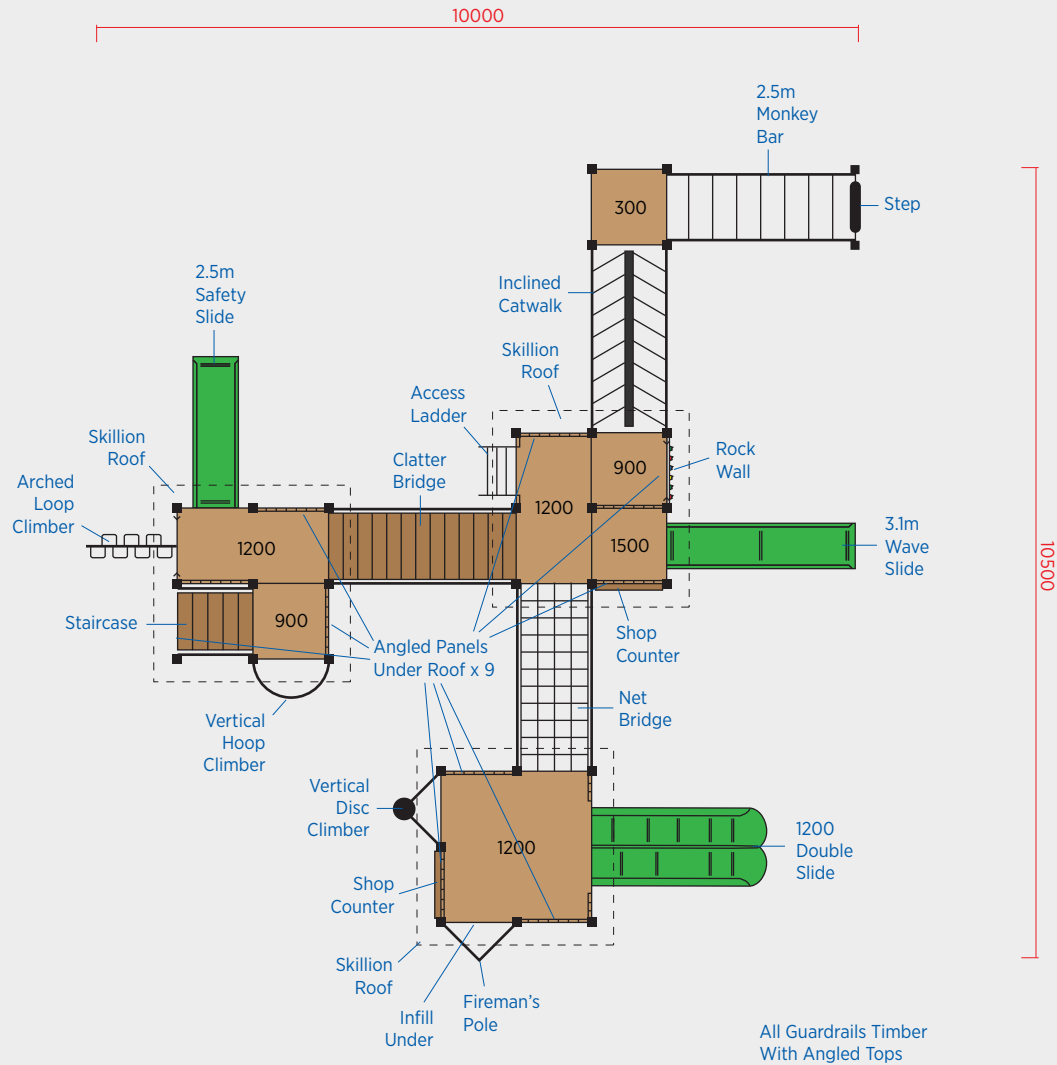 10000
2.5m
Monkey
Bar
300
Step
2.5m
Safety
Slide
Inclined
Catwalk
Skillion
Roof
Access
Ladder
Skillion
Roof
Clatter
Bridge
900
Rock
Wall
Arched
Loop
Climber
1200
1200
1500
3.1m
Wave
Slide
10500
Staircase
900
Angled Panels
Under Roof x 9
Shop
Counter
Net
Bridge
Vertical
Hoop
Climber
Vertical
Disc
Climber
1200
1200
Double
Slide
Shop
Counter
Skillion
Roof
Infill
Under
Fireman's
Pole
All Guardrails Timber
With Angled Tops